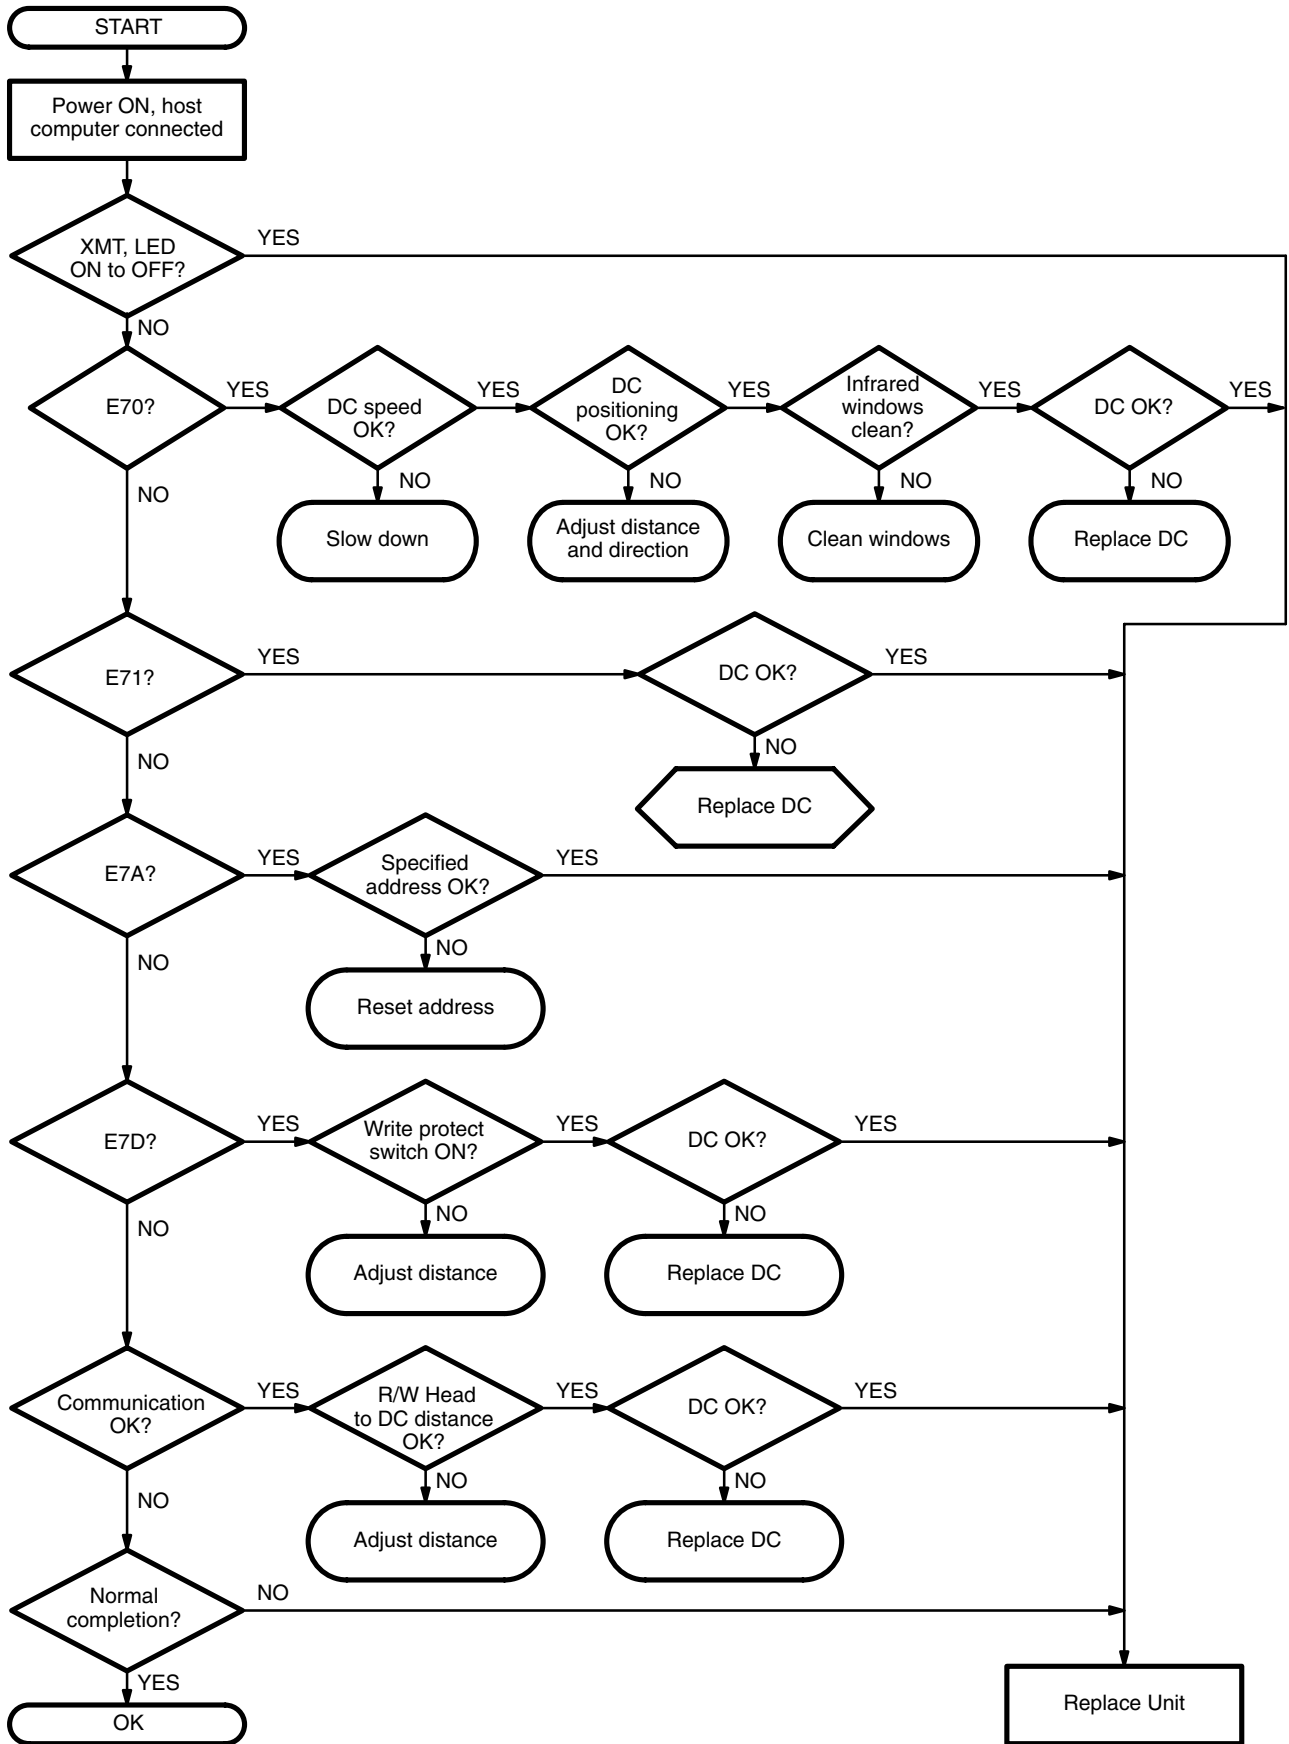 START
Power ON, host
computer connected
XMT, LED
ON to OFF?
YES
NO
E70?
YES
DC speed
OK?
YES
DC
positioning
OK?
YES
Infrared
windows
clean?
YES
DC OK?
YES
NO
NO
NO
NO
NO
Slow down
Adjust distance
and direction
Clean windows
Replace DC
E71?
YES
DC OK?
YES
NO
NO
Replace DC
E7A?
YES
Specified
address OK?
YES
NO
NO
Reset address
E7D?
YES
Write protect
switch ON?
YES
DC OK?
YES
NO
NO
NO
Adjust distance
Replace DC
Communication
OK?
YES
R/W Head
to DC distance
OK?
YES
DC OK?
YES
NO
NO
NO
Adjust distance
Replace DC
Normal
completion?
NO
YES
OK
Replace Unit